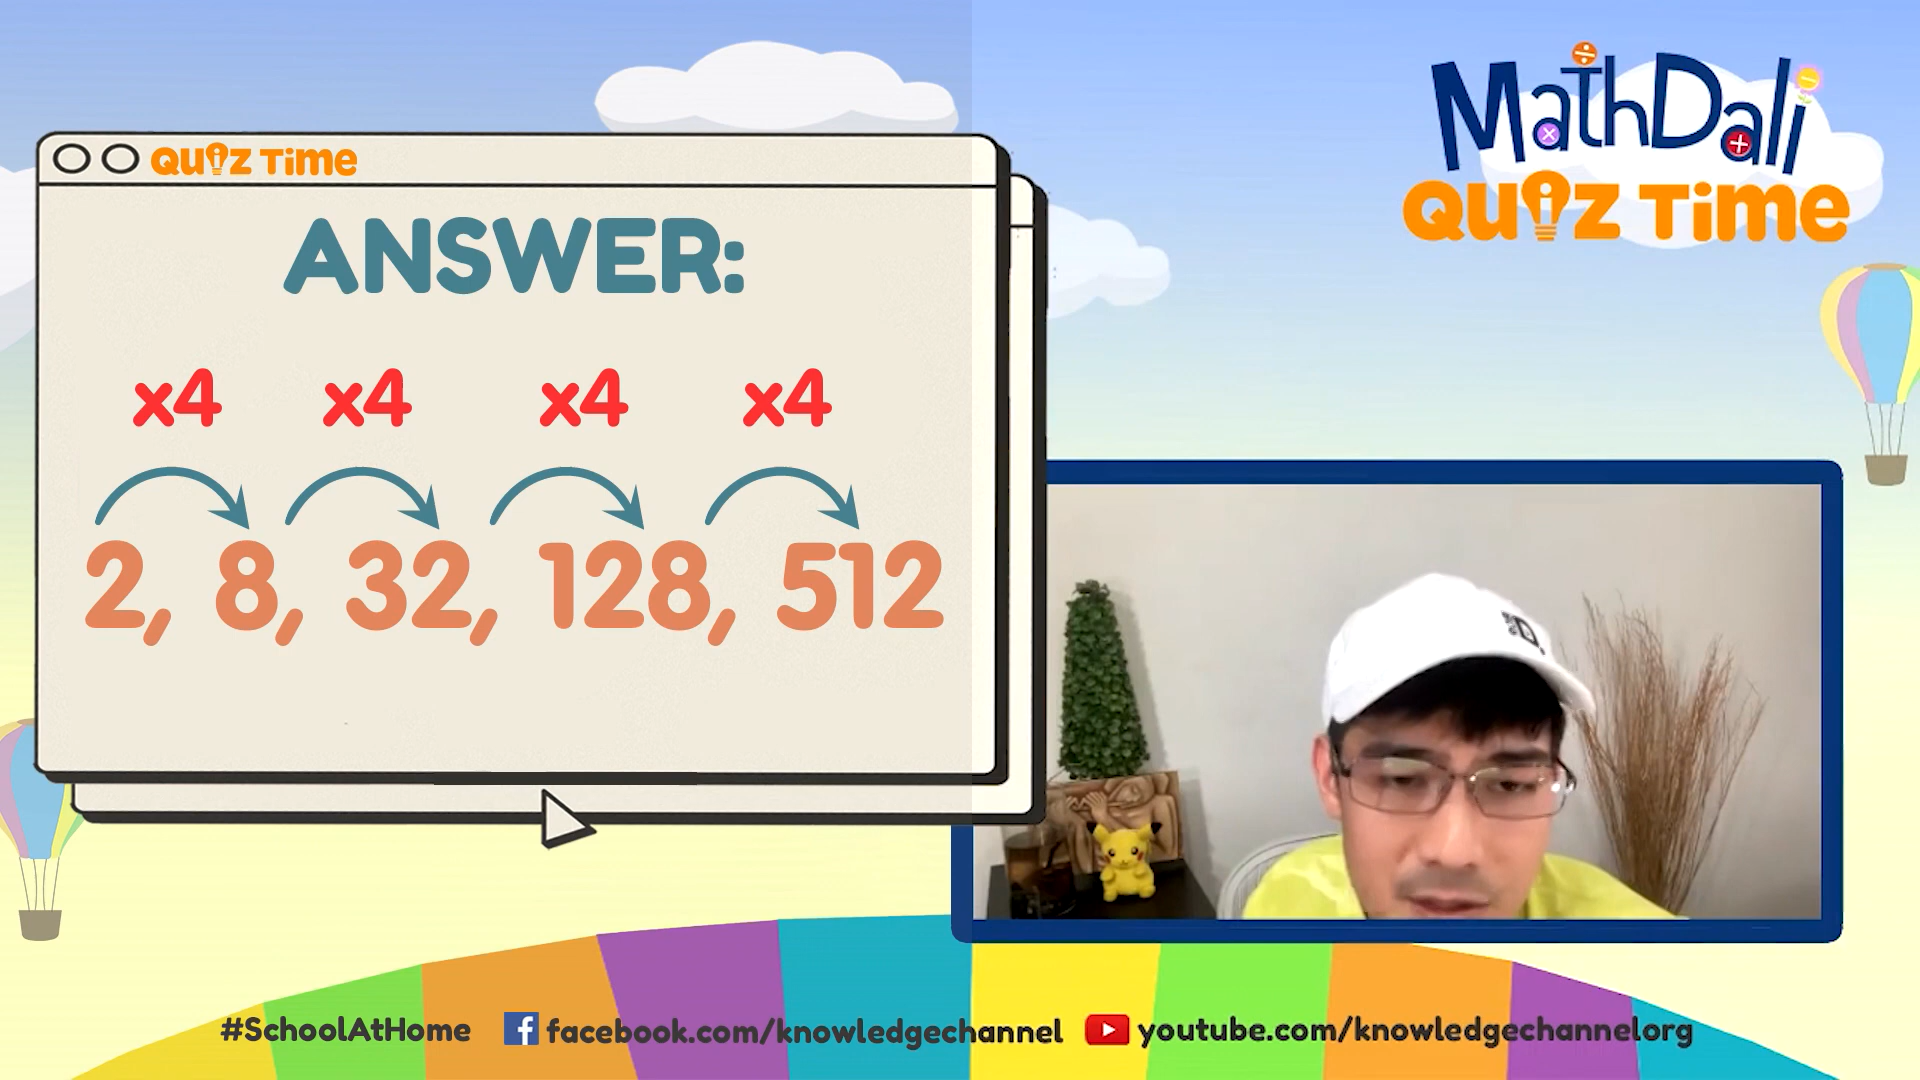 MathDali
QUIZ TIME
QUIZ TIME
ANSWER:
x4 x4 x4 x4
2, 8, 32, 128, 512
#SchoolAtHome facebook.com/knowledgechannel youtube.com/knowledgechannelorg